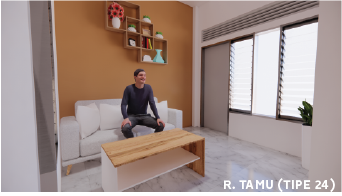 R. TAMU (TIPE 24)